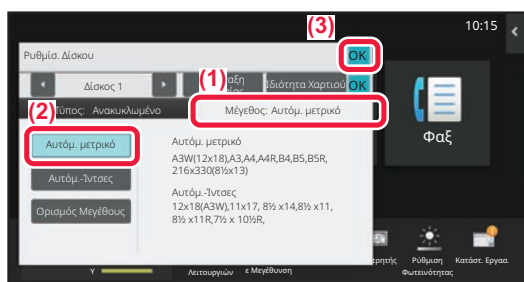 (3)
10:15
Ρυθμίσ. Δίσκου
OK
(1)
Δίσκος 1
Ιδιότητα Χαρτιού
OK
(2)
Τύπος: Ανακυκλωμένο
Μέγεθος: Αυτόμ. μετρικό
Αυτόμ. μετρικό
Αυτόμ. μετρικό
A3W(12x18),A3,A4,A4R,B4,B5,B5R,
216x330(8½x13)
Αυτόμ.-Ίντσες
Αυτόμ.-Ίντσες
12x18(A3W),11x17, 8½ x14,8½ x11,
8½ x11R,7½ x 10½R,
Ορισμός Μεγέθους
Φαξ
Y
Λειτουργιών
ε Μεγέθυνση
Ρύθμιση
Φωτεινότητας
Κατάστ. Εργασ.